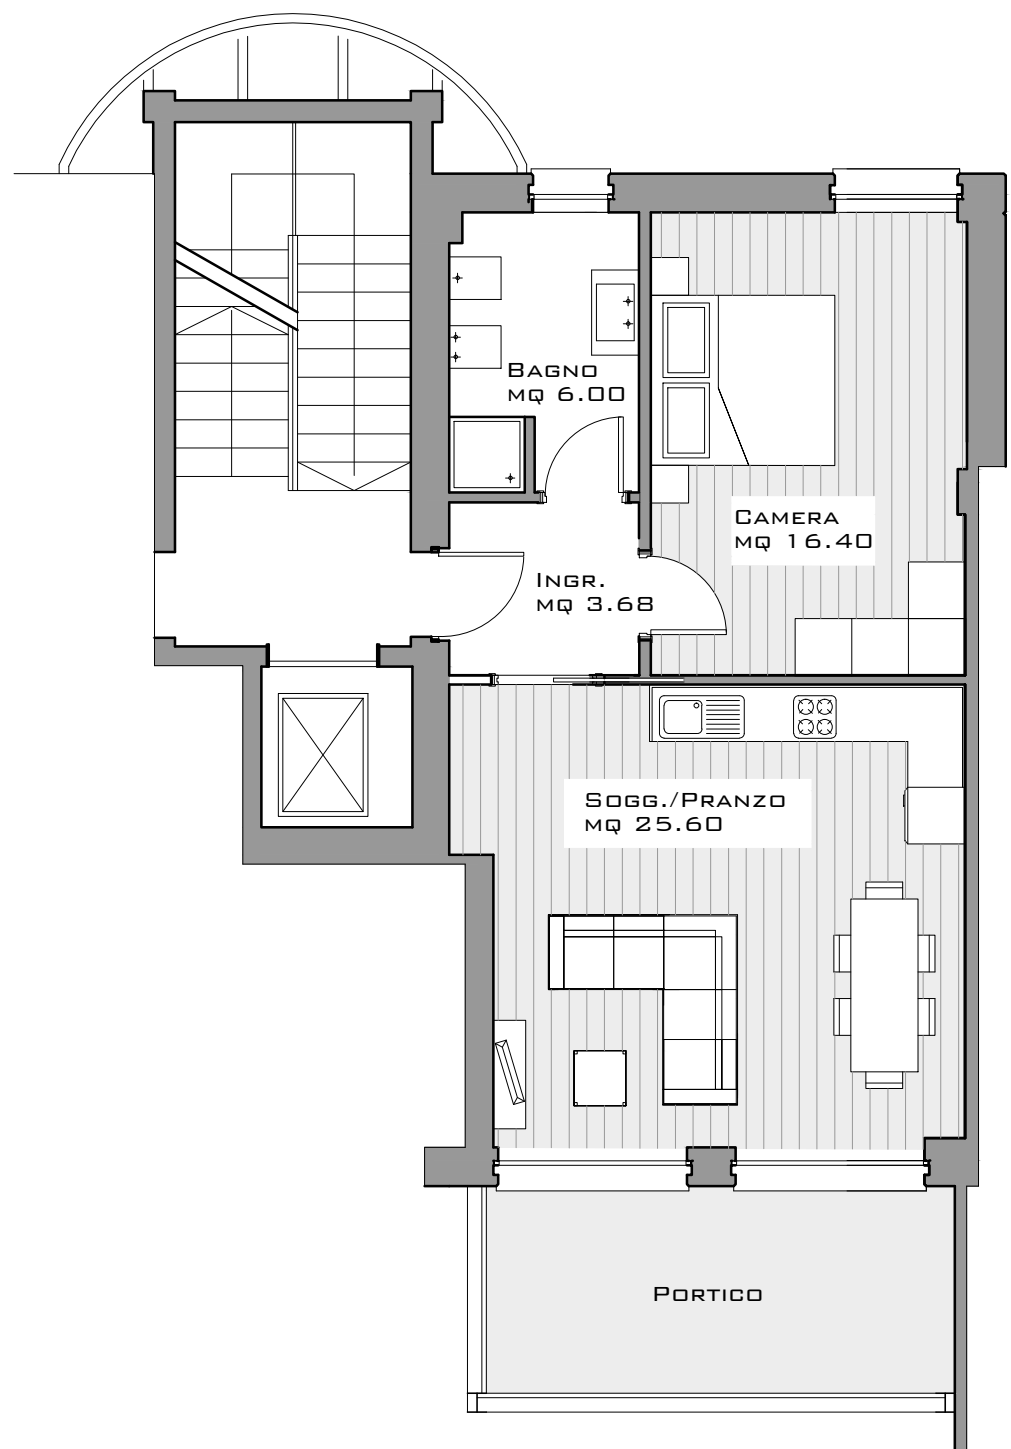 BAGNO
MQ 6.00
CAMERA
MQ 16.40
INGR.
MQ 3.68
SOGG./PRANZO
MQ 25.60
PORTICO